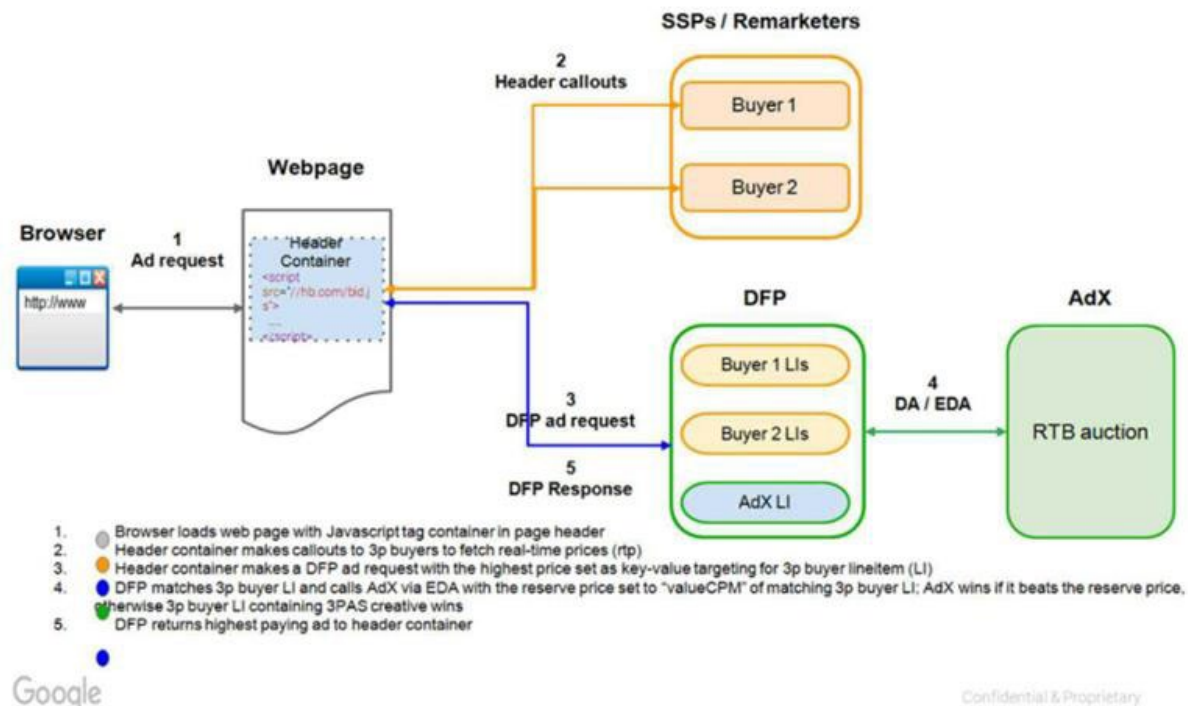 SSPs / Remarketers
2
Header callouts
Buyer 1
Buyer 2
Webpage
Browser
1
Ad request
http://www
Header
Container
<script
src="//hb.com/bid.j
s">
....
</script>
DFP
AdX
Buyer 1 LIs
Buyer 2 LIs
AdX LI
3
DFP ad request
5
DFP Response
4
DA / EDA
RTB auction
1. Browser loads web page with Javascript tag container in page header
2. Header container makes callouts to 3p buyers to fetch real-time prices (rtp)
3. Header container makes a DFP ad request with the highest price set as key-value targeting for 3p buyer lineitem (LI)
4. DFP matches 3p buyer LI and calls AdX via EDA with the reserve price set to "valueCPM" of matching 3p buyer LI; AdX wins if it beats the reserve price,
otherwise 3p buyer LI containing 3PAS creative wins
5. DFP returns highest paying ad to header container
Google
Confidential & Proprietary